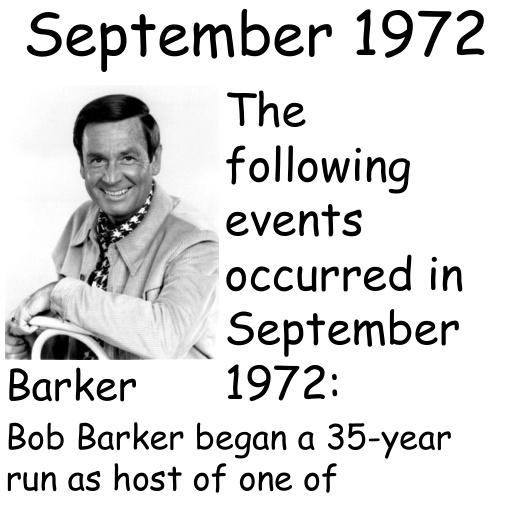 September 1972
The
following
events
occurred in
September
1972:
Barker
Bob Barker began a 35-year
run as host of one of